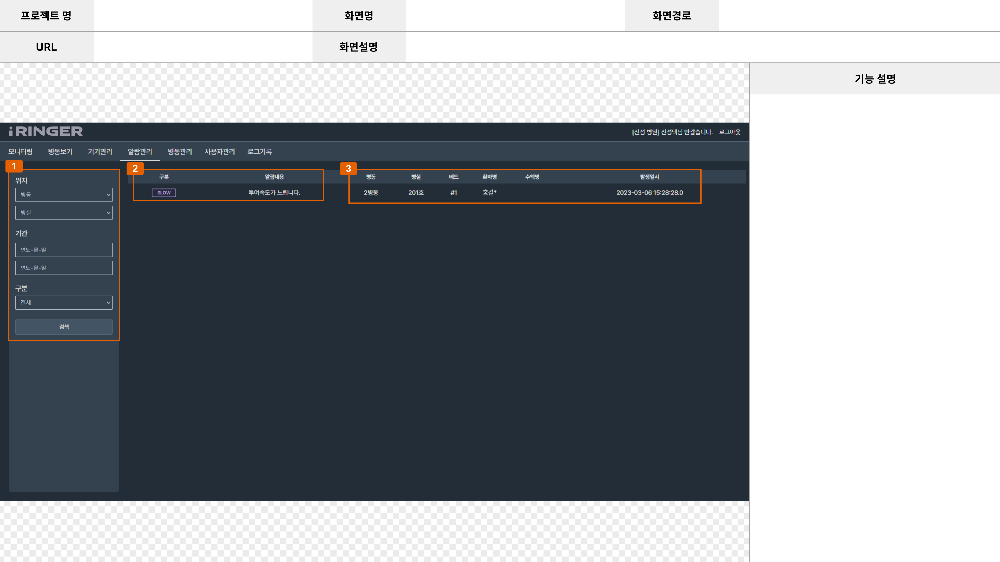 프로젝트 명
화면명
화면경로
URL
화면설명
기능 설명
iRINGER
[신성 병원] 신성택님 반갑습니다. 로그아웃
모니터링 병동보기 기기관리 알람관리 병동관리 사용자관리 로그기록
1
위치
병동
병실
기간
연도-월-일
연도-월-일
구분
전체
검색
2
구분 알람내용
SLOW 투여속도가 느립니다.
3
병동 병실 베드 환자명 수액명 발생일시
2병동 201호 #1 홍길* 2023-03-06 15:28:28.0